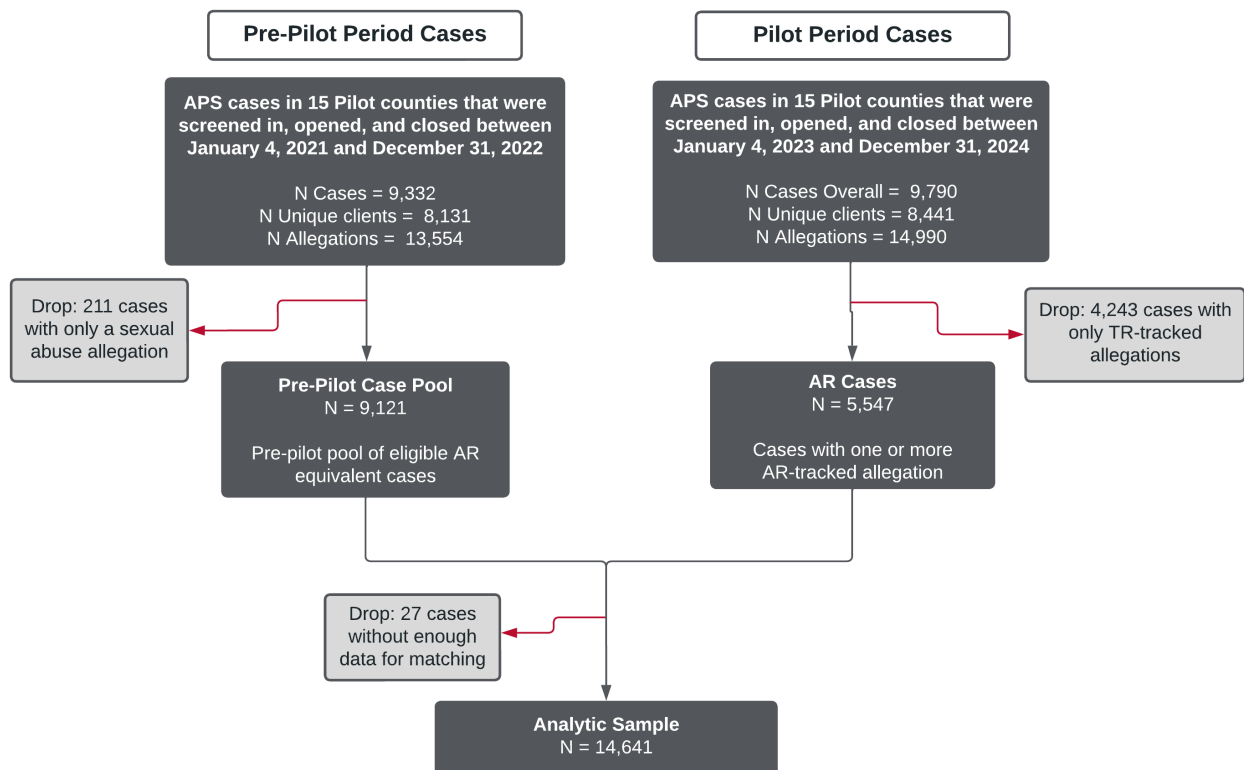 Pre-Pilot Period Cases
Pilot Period Cases
APS cases in 15 Pilot counties that were
screened in, opened, and closed between
January 4, 2021 and December 31, 2022
N Cases = 9,332
N Unique clients = 8,131
N Allegations = 13,554
APS cases in 15 Pilot counties that were
screened in, opened, and closed between
January 4, 2023 and December 31, 2024
N Cases Overall = 9,790
N Unique clients = 8,441
N Allegations = 14,990
Drop: 211 cases
with only a sexual
abuse allegation
Drop: 4,243 cases with
only TR-tracked
allegations
Pre-Pilot Case Pool
N = 9,121
Pre-pilot pool of eligible AR
equivalent cases
AR Cases
N = 5,547
Cases with one or more
AR-tracked allegation
Drop: 27 cases
without enough
data for matching
Analytic Sample
N = 14,641